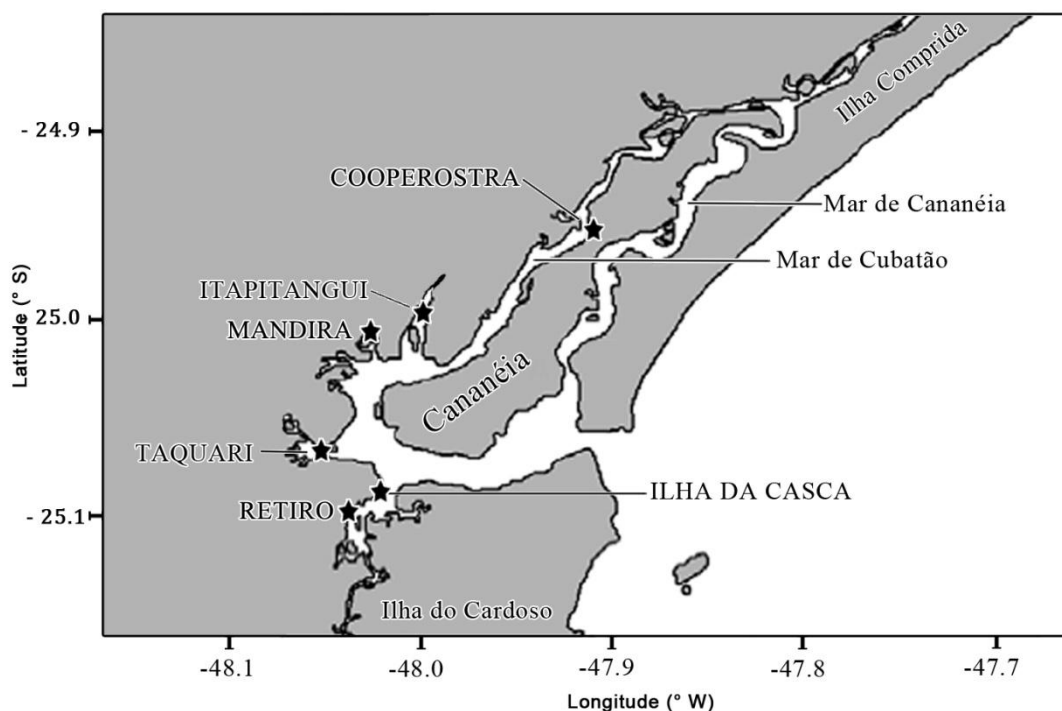 Ilha Comprida
- 24.9
COOPEROSTRA
Mar de Cananéia
Mar de Cubatão
ITAPITANGUI
- 25.0
MANDIRA
Cananéia
TAQUARI
ILHA DA CASCA
RETIRO
- 25.1
Ilha do Cardoso
Latitude (° S)
-48.1
-48.0
-47.9
-47.8
-47.7
Longitude (° W)